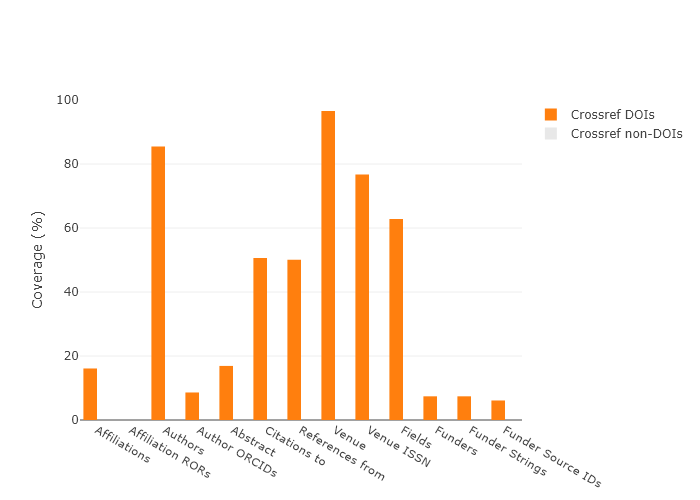 100
80
60
40
20
0
Coverage (%)
Affiliations
Affiliation RORs
Authors
Author ORCIDs
Abstract
Citations to
References from
Venue
Venue ISSN
Fields
Funders
Funder Strings
Funder Source IDs
Crossref DOIs
Crossref non-DOIs